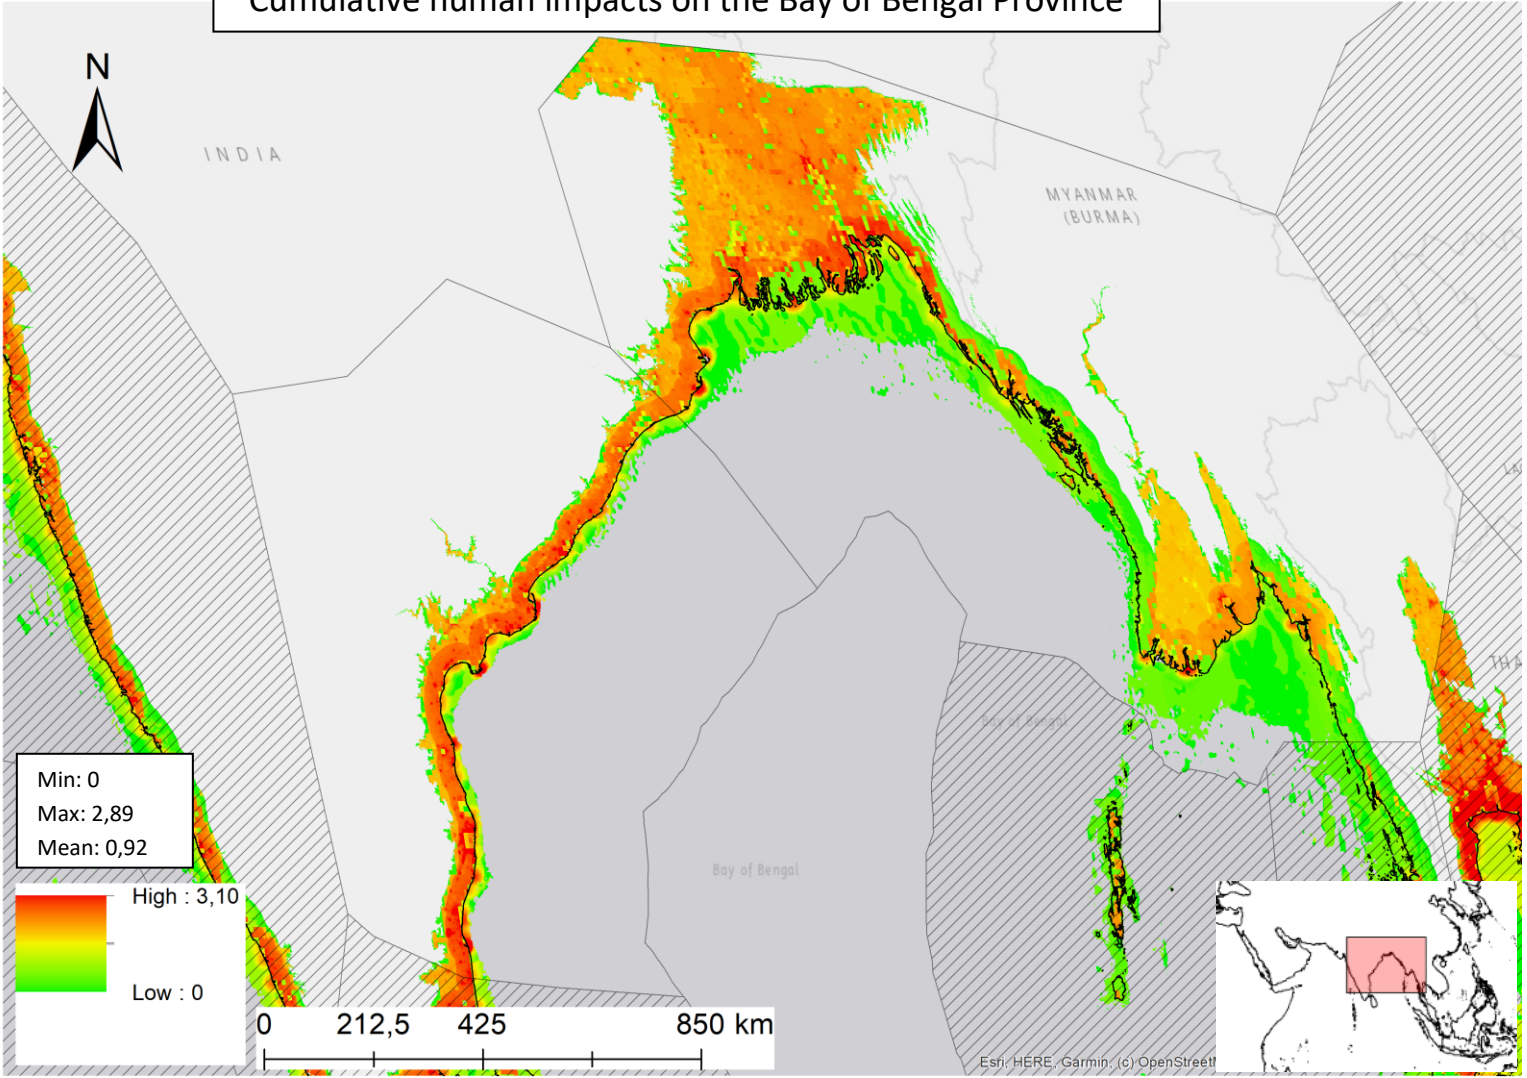 Cumulative human impacts on the Bay of Bengal Province
N
INDIA
MYANMAR
(BURMA)
THA
Bay of Bengal
Bay of Bengal
Min: 0
Max: 2,89
Mean: 0,92
High : 3,10
Low : 0
0 212,5 425 850 km
Esri, HERE, Garmin, (c) OpenStreetM